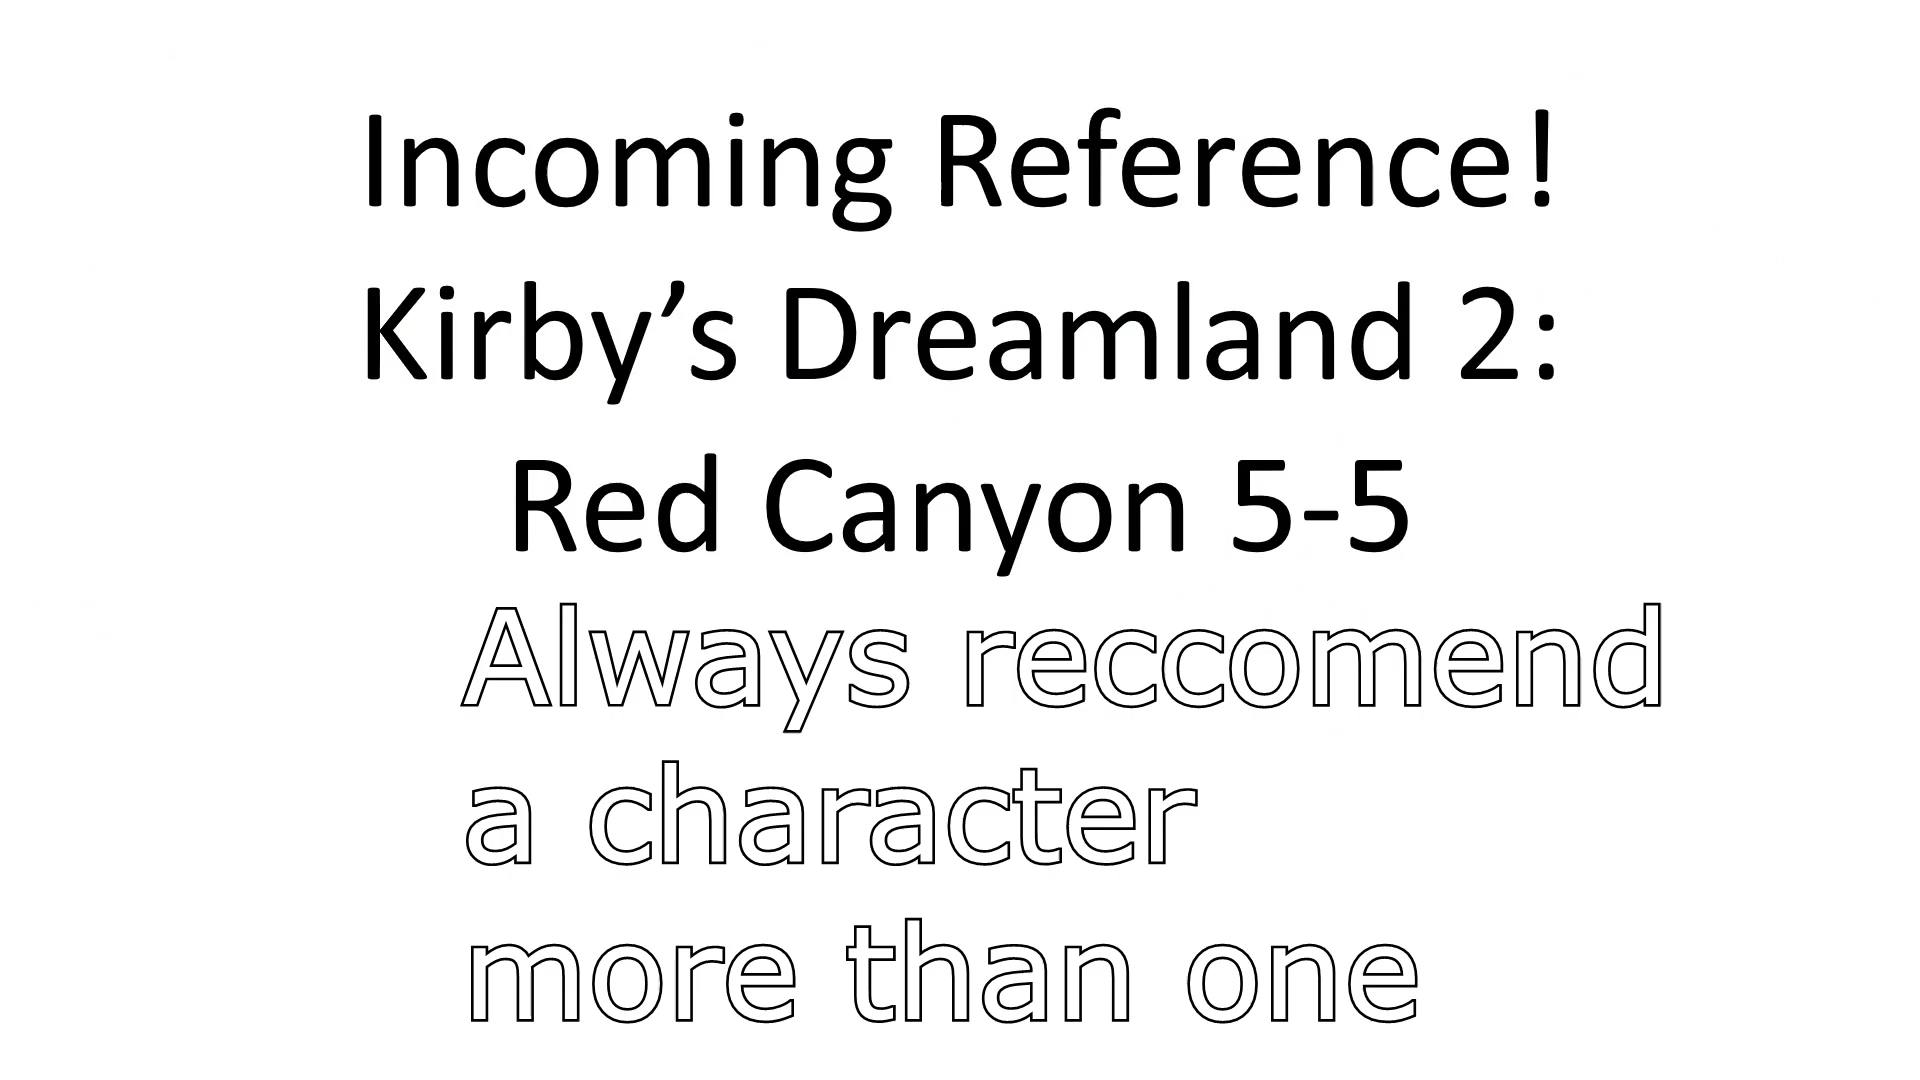 Incoming Reference!
Kirby’s Dreamland 2:
Red Canyon 5-5
Always reccomend
a character
more than one